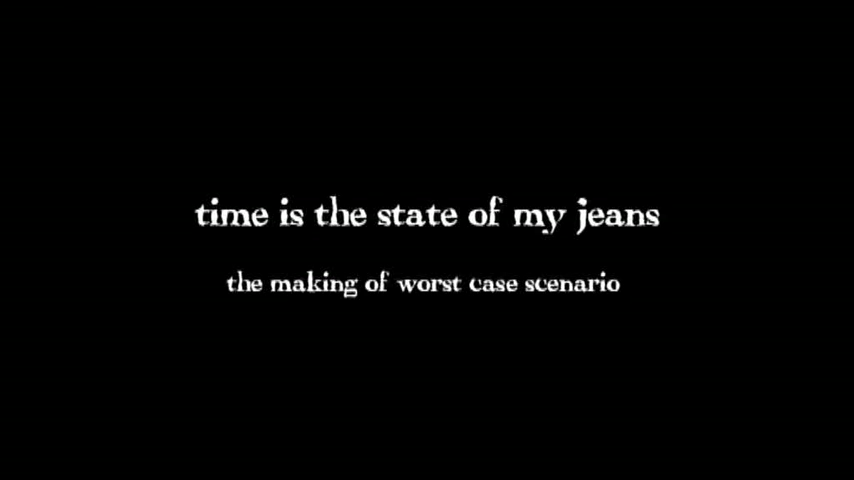 time is the state of my jeans
the making of worst case scenario